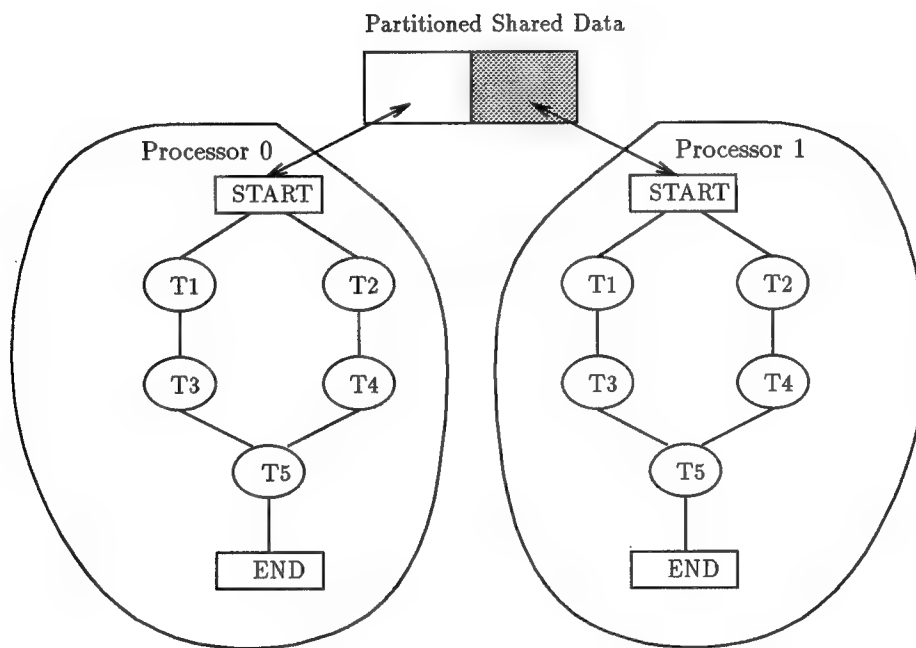 Partitioned Shared Data
Processor 0
Processor 1
START
START
T1
T2
T1
T2
T3
T4
T3
T4
T5
T5
END
END